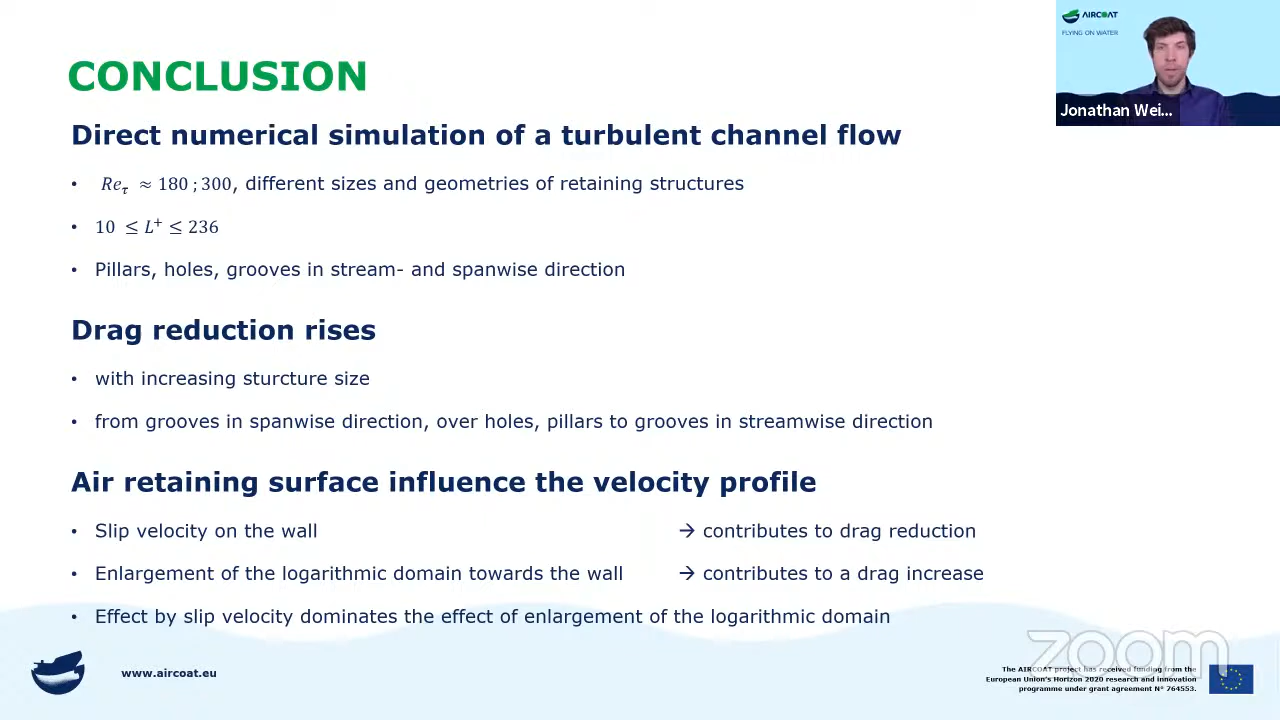 AIRCOAT
FLYING ON WATER
Jonathan Wei...
CONCLUSION
Direct numerical simulation of a turbulent channel flow
• Re_τ ≈ 180 ; 300, different sizes and geometries of retaining structures
• 10 ≤ L⁺ ≤ 236
• Pillars, holes, grooves in stream- and spanwise direction
Drag reduction rises
• with increasing sturcture size
• from grooves in spanwise direction, over holes, pillars to grooves in streamwise direction
Air retaining surface influence the velocity profile
• Slip velocity on the wall → contributes to drag reduction
• Enlargement of the logarithmic domain towards the wall → contributes to a drag increase
• Effect by slip velocity dominates the effect of enlargement of the logarithmic domain
zoom
www.aircoat.eu
The AIRCOAT project has received funding from the
European Union's Horizon 2020 research and innovation
programme under grant agreement N° 764553.